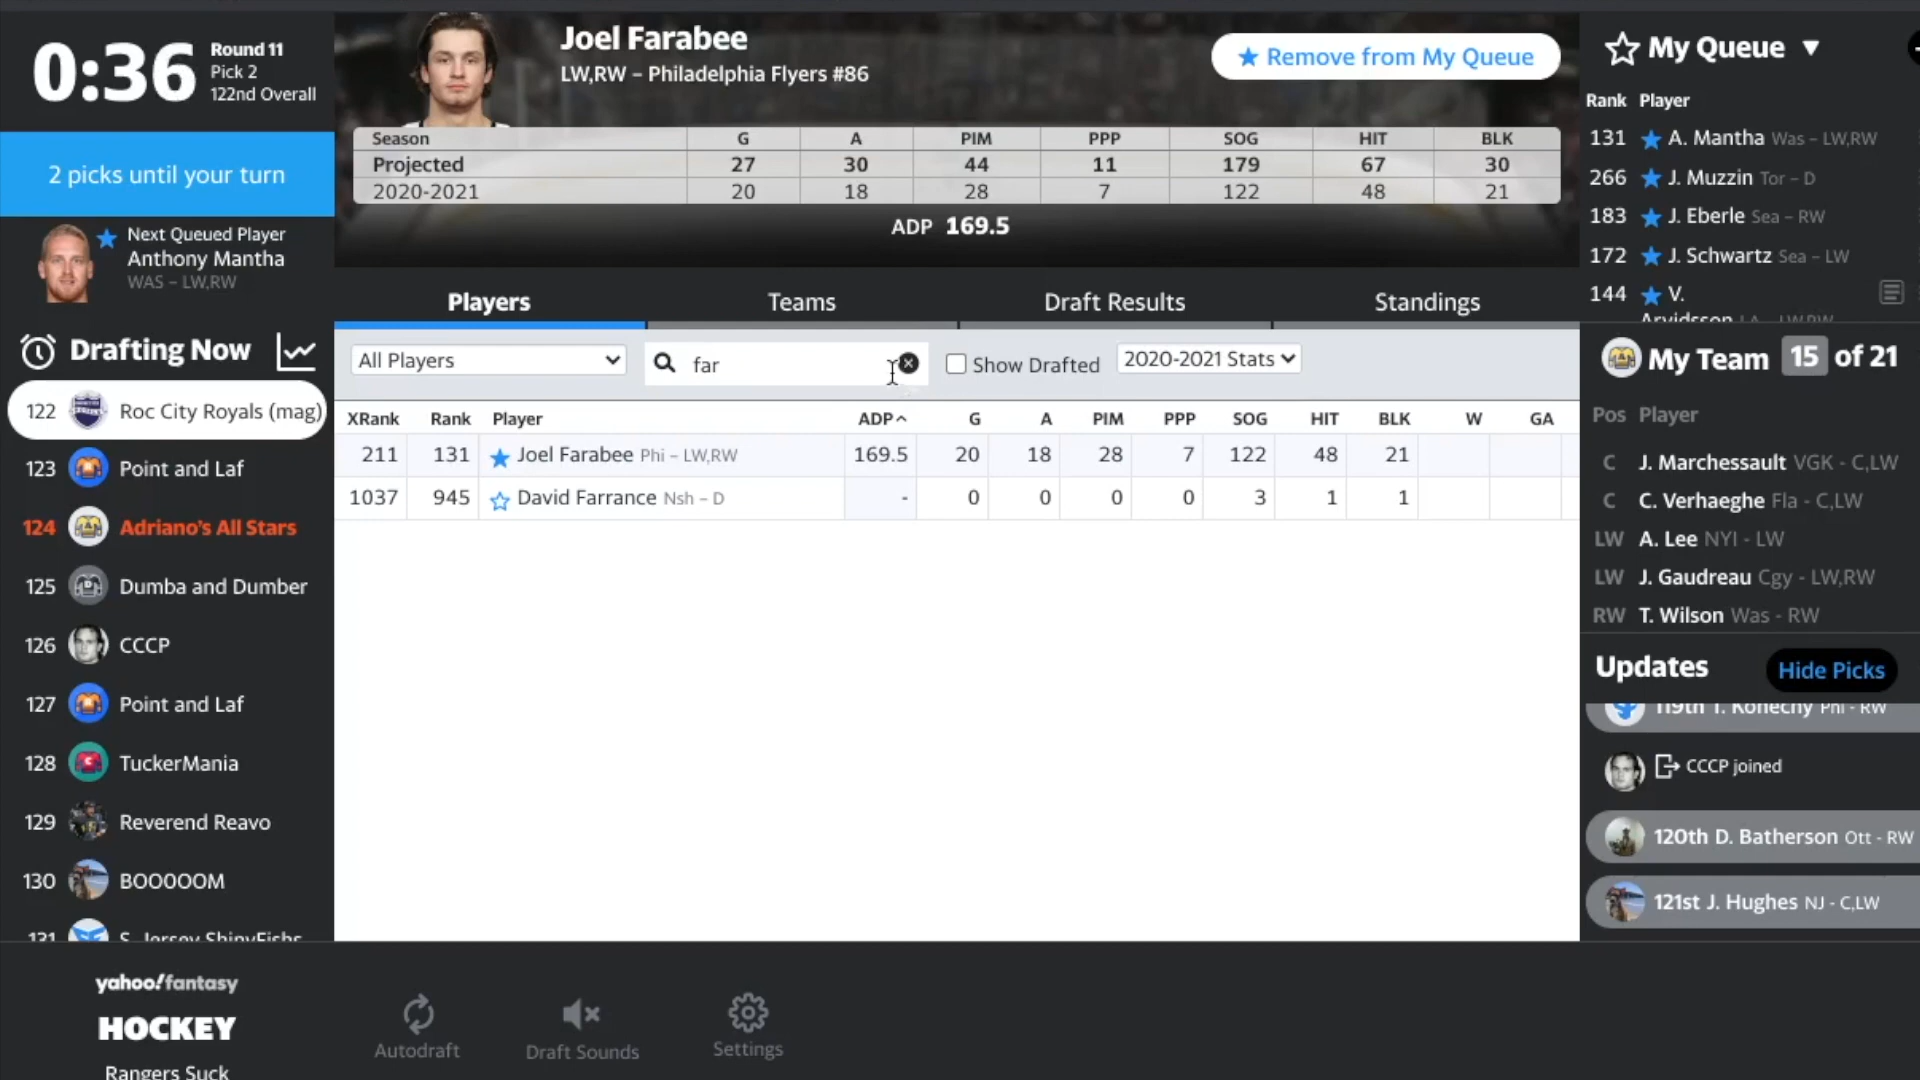 0:36
Round 11
Pick 2
122nd Overall
2 picks until your turn
Next Queued Player
Anthony Mantha
WAS – LW,RW
Drafting Now
122 Roc City Royals (mag)
123 Point and Laf
124 Adriano's All Stars
125 Dumba and Dumber
126 CCCP
127 Point and Laf
128 TuckerMania
129 Reverend Reavo
130 BOOOOOM
131 S. Jersey ShinyFishs
yahoo!fantasy
HOCKEY
Rangers Suck
Joel Farabee
LW,RW – Philadelphia Flyers #86
Remove from My Queue
Season G A PIM PPP SOG HIT BLK
Projected 27 30 44 11 179 67 30
2020-2021 20 18 28 7 122 48 21
ADP 169.5
Players Teams Draft Results Standings
All Players far Show Drafted 2020-2021 Stats
XRank Rank Player ADP G A PIM PPP SOG HIT BLK W GA
211 131 Joel Farabee Phi – LW,RW 169.5 20 18 28 7 122 48 21
1037 945 David Farrance Nsh – D - 0 0 0 0 3 1 1
Autodraft Draft Sounds Settings
My Queue
Rank Player
131 A. Mantha Was – LW,RW
266 J. Muzzin Tor – D
183 J. Eberle Sea – RW
172 J. Schwartz Sea – LW
144 V.
Arvidsson LA – LW,RW
My Team 15 of 21
Pos Player
C J. Marchessault VGK - C,LW
C C. Verhaeghe Fla - C,LW
LW A. Lee NYI - LW
LW J. Gaudreau Cgy - LW,RW
RW T. Wilson Was - RW
Updates Hide Picks
119th T. Konechy Phi - RW
CCCP joined
120th D. Batherson Ott - RW
121st J. Hughes NJ - C,LW